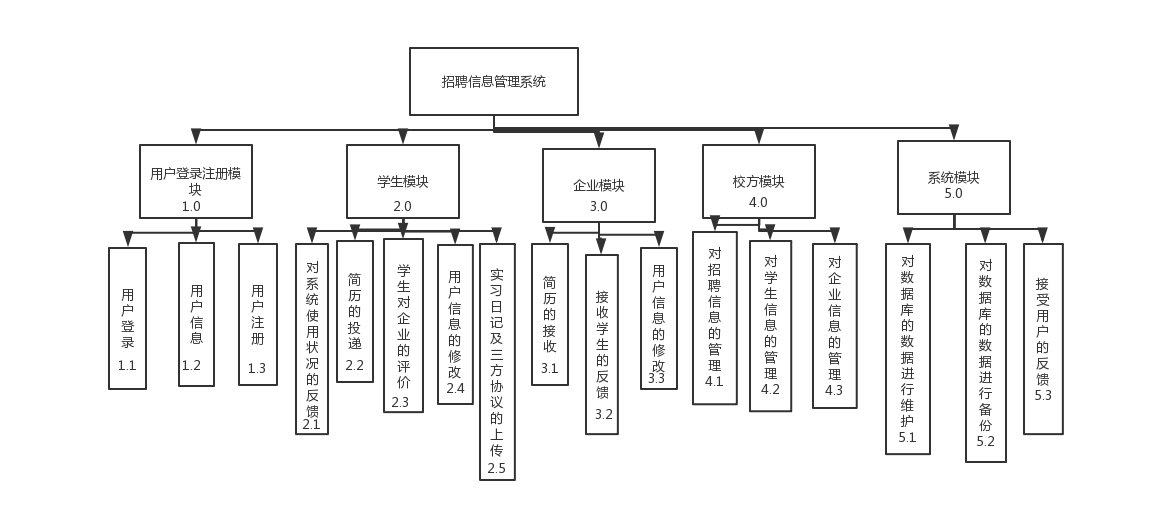 招聘信息管理系统
用户登录注册模
块
1.0
学生模块
2.0
企业模块
3.0
校方模块
4.0
系统模块
5.0
用户登录
1.1
用户信息
1.2
用户注册
1.3
对系统使用状况的反馈
2.1
简历的投递
2.2
学生对企业的评价
2.3
用户信息的修改
2.4
实习日记及三方协议的上传
2.5
简历的接收
3.1
接收学生的反馈
3.2
用户信息的修改
3.3
对招聘信息的管理
4.1
对学生信息的管理
4.2
对企业信息的管理
4.3
对数据库的数据进行维护
5.1
对数据库的数据进行备份
5.2
接受用户的反馈
5.3